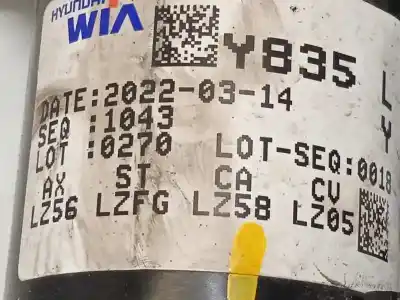 HYUNDAI
WIA
Y835 L
Y
DATE:2022-03-14
SEQ :1043
LOT :0270 LOT-SEQ:0018-
AX ST CA CV
LZ56 LZFG LZ58 LZ05